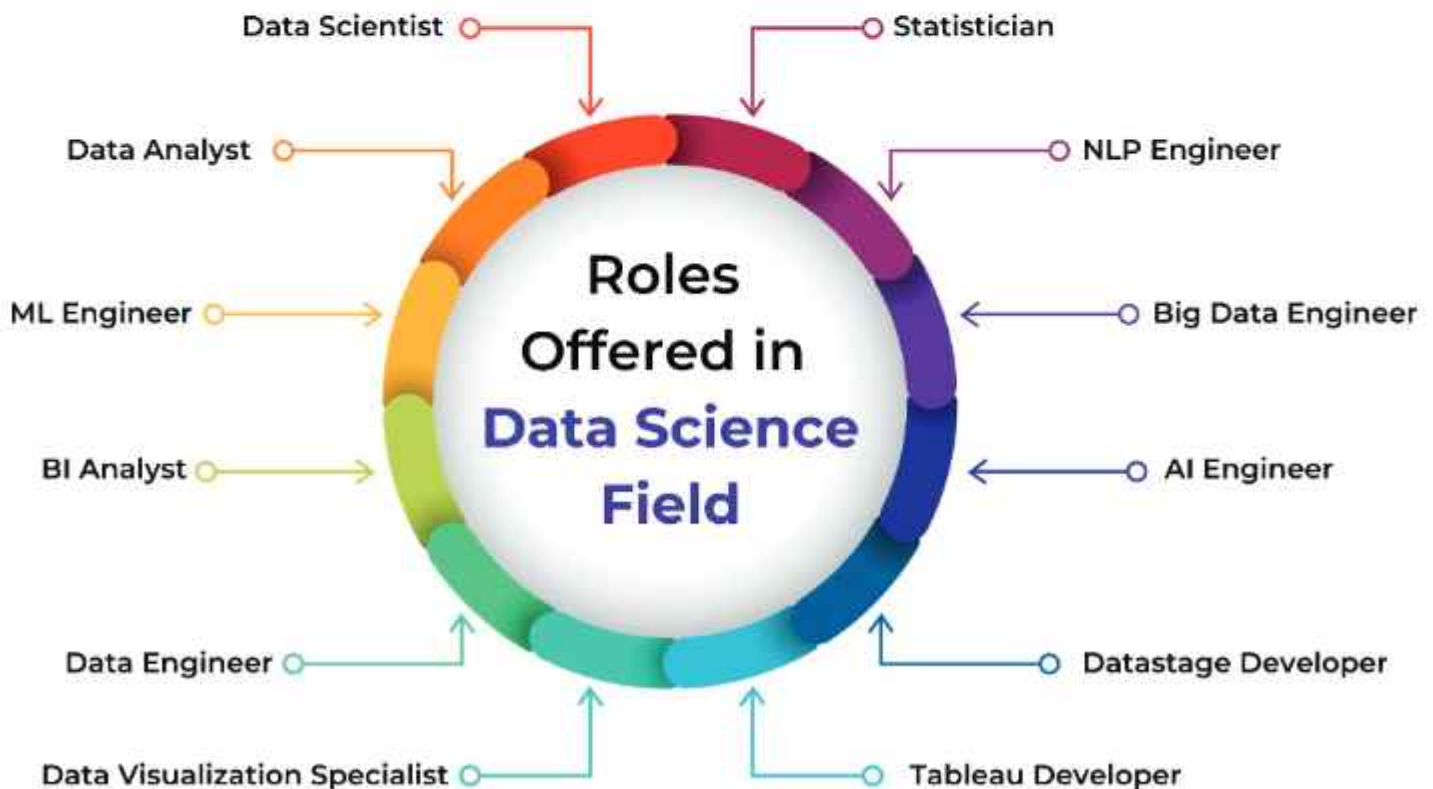 Data Scientist
Statistician
Data Analyst
NLP Engineer
Roles
Offered in
Data Science
Field
ML Engineer
Big Data Engineer
BI Analyst
AI Engineer
Data Engineer
Datastage Developer
Data Visualization Specialist
Tableau Developer